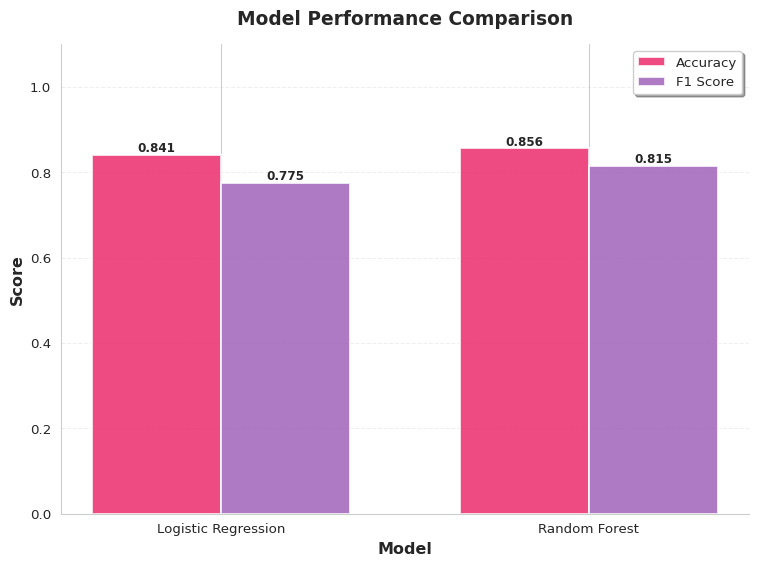 Model Performance Comparison
Accuracy
F1 Score
1.0
0.8
0.6
0.4
0.2
0.0
Score
0.841
0.775
0.856
0.815
Logistic Regression
Random Forest
Model